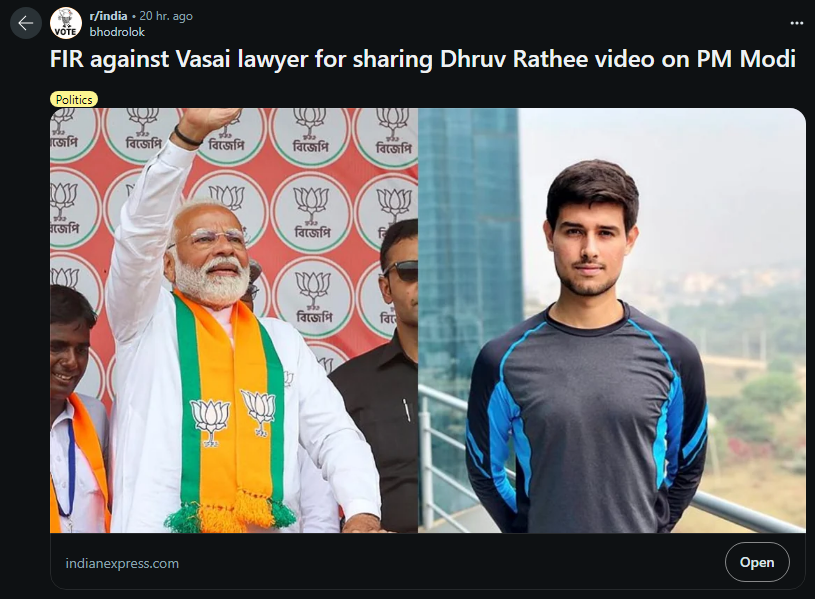 r/india • 20 hr. ago
VOTE
bhodrolok
FIR against Vasai lawyer for sharing Dhruv Rathee video on PM Modi
Politics
বিজেপি
বিজেপি
বিজেপি
বিজেপি
বিজেপি
বিজেপি
বিজেপি
indianexpress.com
Open